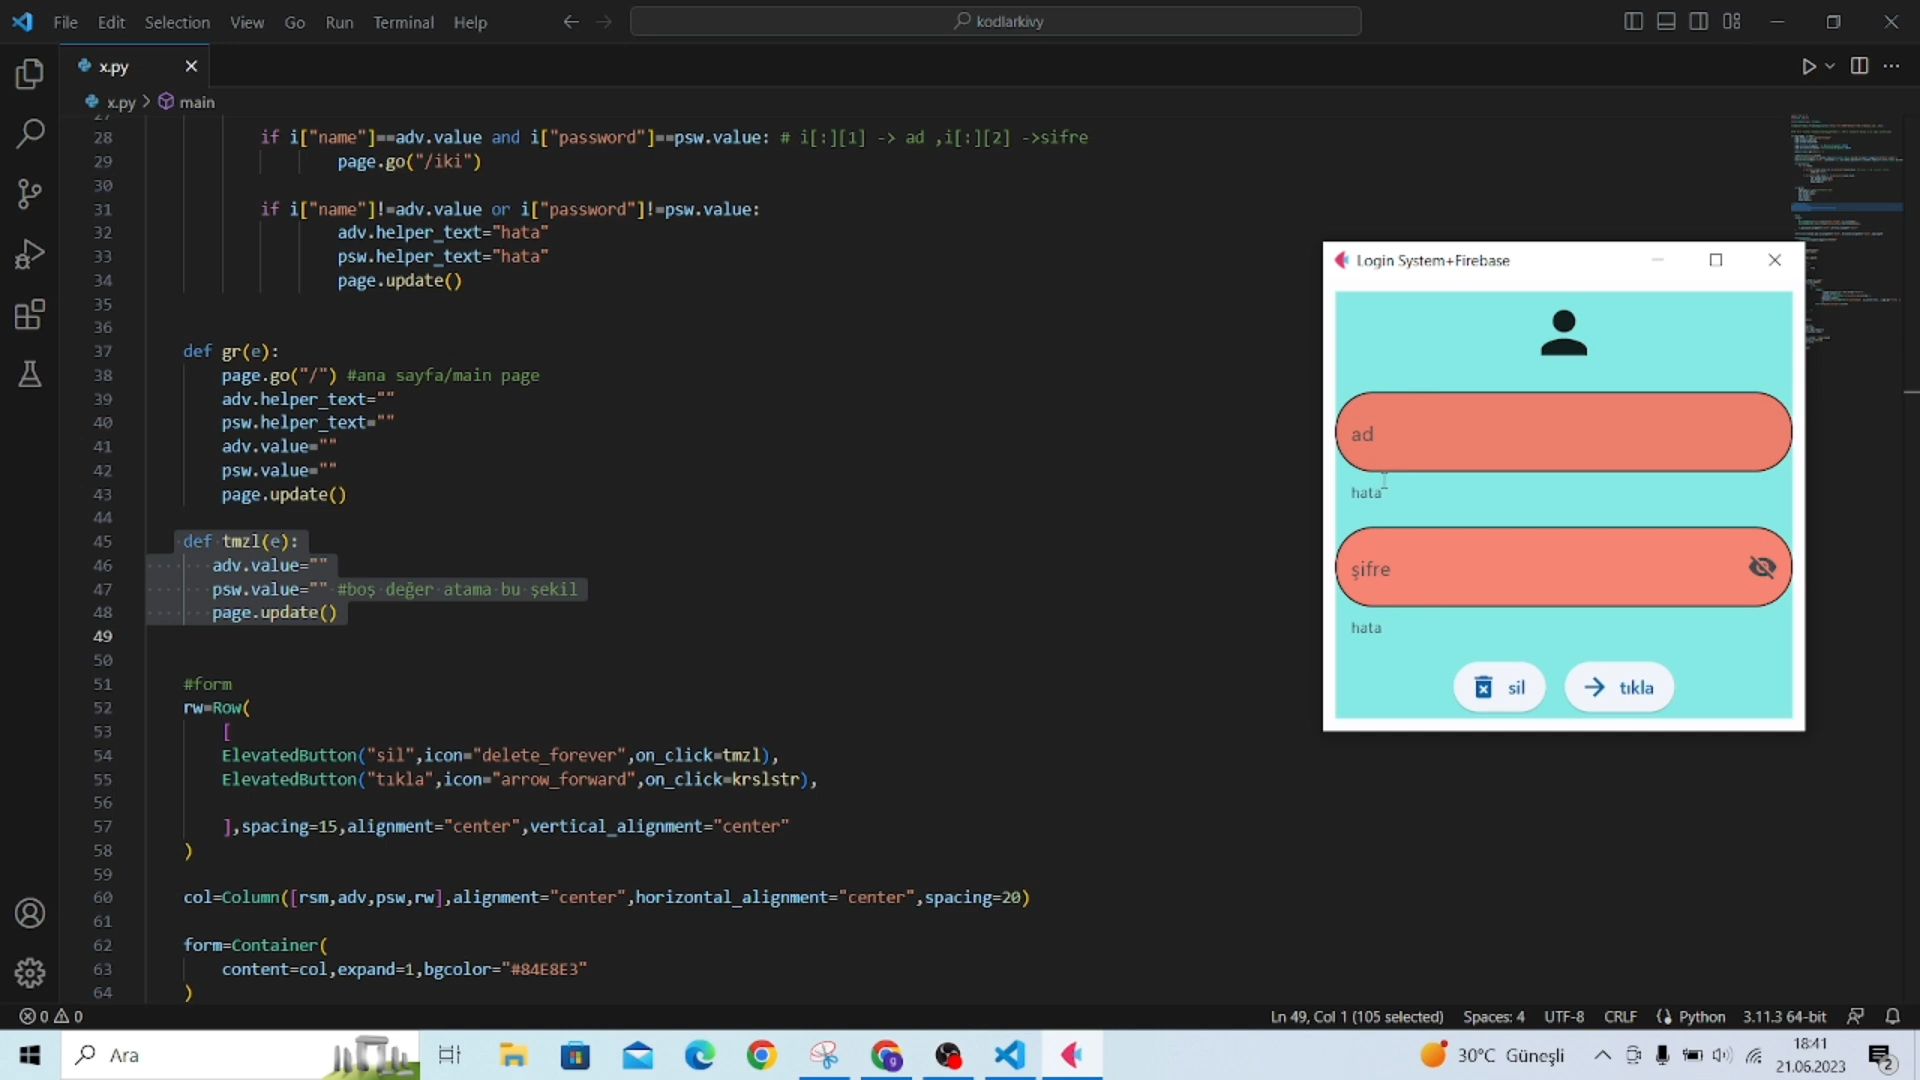 File Edit Selection View Go Run Terminal Help
kodlarkivy
x.py
x.py > main
28 if i["name"]==adv.value and i["password"]==psw.value: # i[:][1] -> ad ,i[:][2] ->sifre
29 page.go("/iki")
30
31 if i["name"]!=adv.value or i["password"]!=psw.value:
32 adv.helper_text="hata"
33 psw.helper_text="hata"
34 page.update()
35
36
37 def gr(e):
38 page.go("/") #ana sayfa/main page
39 adv.helper_text=""
40 psw.helper_text=""
41 adv.value=""
42 psw.value=""
43 page.update()
44
45 def tmzl(e):
46 adv.value=""
47 psw.value="" #boş değer atama bu şekil
48 page.update()
49
50
51 #form
52 rw=Row(
53 [
54 ElevatedButton("sil",icon="delete_forever",on_click=tmzl),
55 ElevatedButton("tıkla",icon="arrow_forward",on_click=krslstr),
56
57 ],spacing=15,alignment="center",vertical_alignment="center"
58 )
59
60 col=Column([rsm,adv,psw,rw],alignment="center",horizontal_alignment="center",spacing=20)
61
62 form=Container(
63 content=col,expand=1,bgcolor="#84E8E3"
64 )
Login System+Firebase
ad
hata
şifre
hata
sil
tıkla
0 0
Ln 49, Col 1 (105 selected) Spaces: 4 UTF-8 CRLF Python 3.11.3 64-bit
Ara
30°C Güneşli
18:41
21.06.2023
2